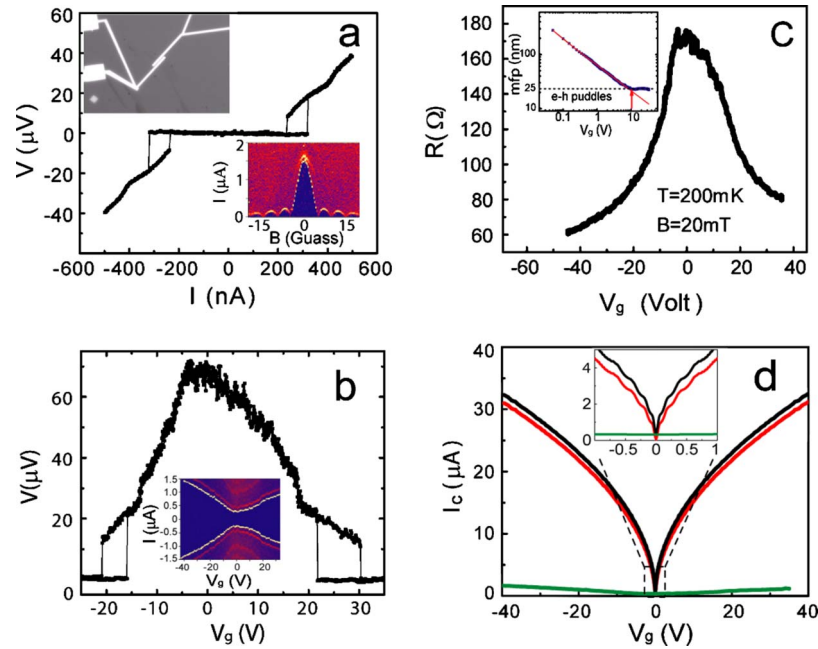 a
V (μV)
40
20
0
-20
-40
-600 -400 -200 0 200 400 600
I (nA)
I (μA)
2
1
0
-15 0 15
B (Guass)
c
R(Ω)
180
160
140
120
100
80
60
-40 -20 0 20 40
Vg (Volt)
T=200mK
B=20mT
mfp (nm)
100
25
10
e-h puddles
0.1 1 10
Vg (V)
b
V(μV)
60
40
20
0
-20 -10 0 10 20 30
Vg (V)
I (μA)
1.5
1.0
0.5
0
-0.5
-1.0
-1.5
-40 -20 0 20
Vg (V)
d
Ic (μA)
40
30
20
10
0
-40 -20 0 20 40
Vg (V)
4
2
0
-0.5 0 0.5 1